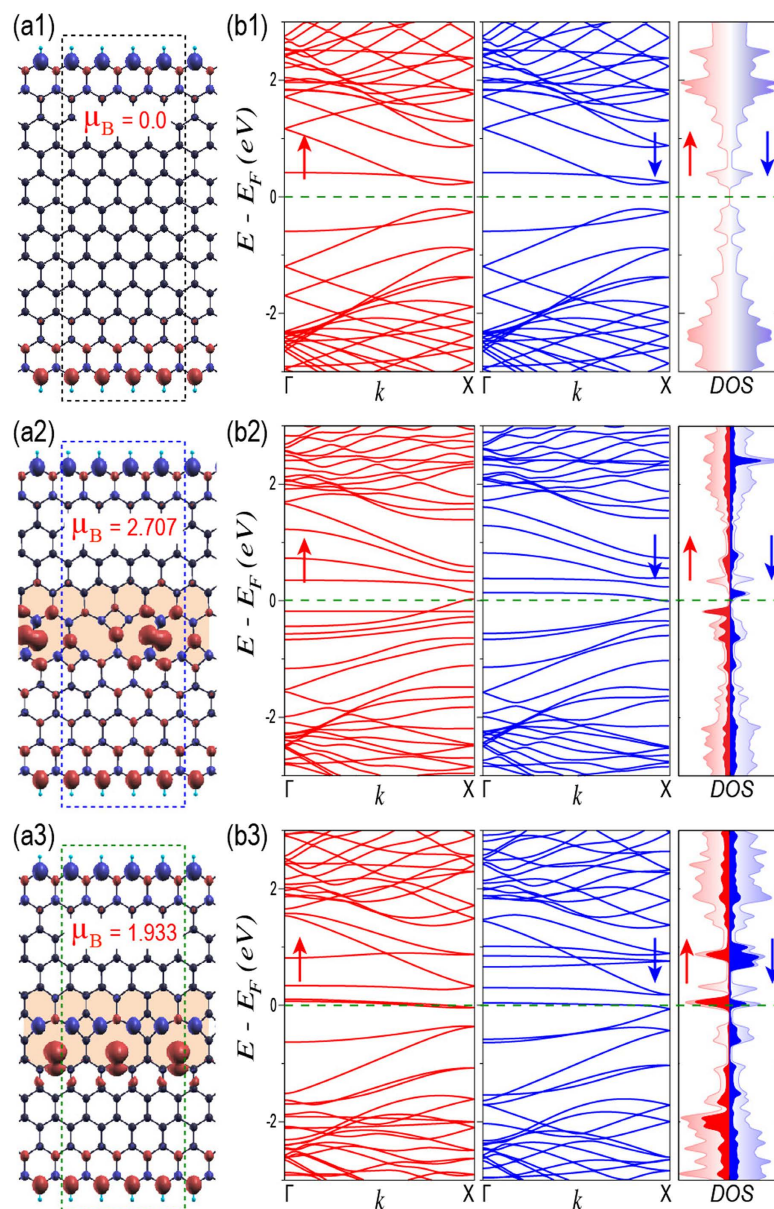 (a1)
μB = 0.0
(b1)
E - EF (eV)
2
0
-2
Γ
k
X
Γ
k
X
DOS
(a2)
μB = 2.707
(b2)
E - EF (eV)
2
0
-2
Γ
k
X
Γ
k
X
DOS
(a3)
μB = 1.933
(b3)
E - EF (eV)
2
0
-2
Γ
k
X
Γ
k
X
DOS